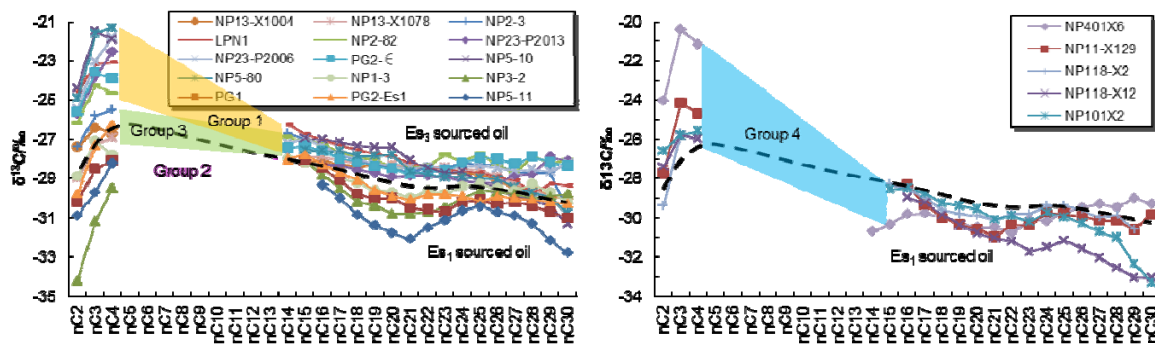 -21
-23
-25
-27
-29
-31
-33
-35
δ¹³C/‰
NP13-X1004 NP13-X1078 NP2-3
LPN1 NP2-82 NP23-P2013
NP23-P2006 PG2-Є NP5-10
NP5-80 NP1-3 NP3-2
PG1 PG2-Es1 NP5-11
Group 1
Group 3
Group 2
Es₃ sourced oil
Es₁ sourced oil
nC2 nC3 nC4 nC5 nC6 nC7 nC8 nC9 nC10 nC11 nC12 nC13 nC14 nC15 nC16 nC17 nC18 nC19 nC20 nC21 nC22 nC23 nC24 nC25 nC26 nC27 nC28 nC29 nC30
-20
-22
-24
-26
-28
-30
-32
-34
δ13C/‰
NP401X6
NP11-X129
NP118-X2
NP118-X12
NP101X2
Group 4
Es₁ sourced oil
nC2 nC3 nC4 nC5 nC6 nC7 nC8 nC9 nC10 nC11 nC12 nC13 nC14 nC15 nC16 nC17 nC18 nC19 nC20 nC21 nC22 nC23 nC24 nC25 nC26 nC27 nC28 nC29 nC30